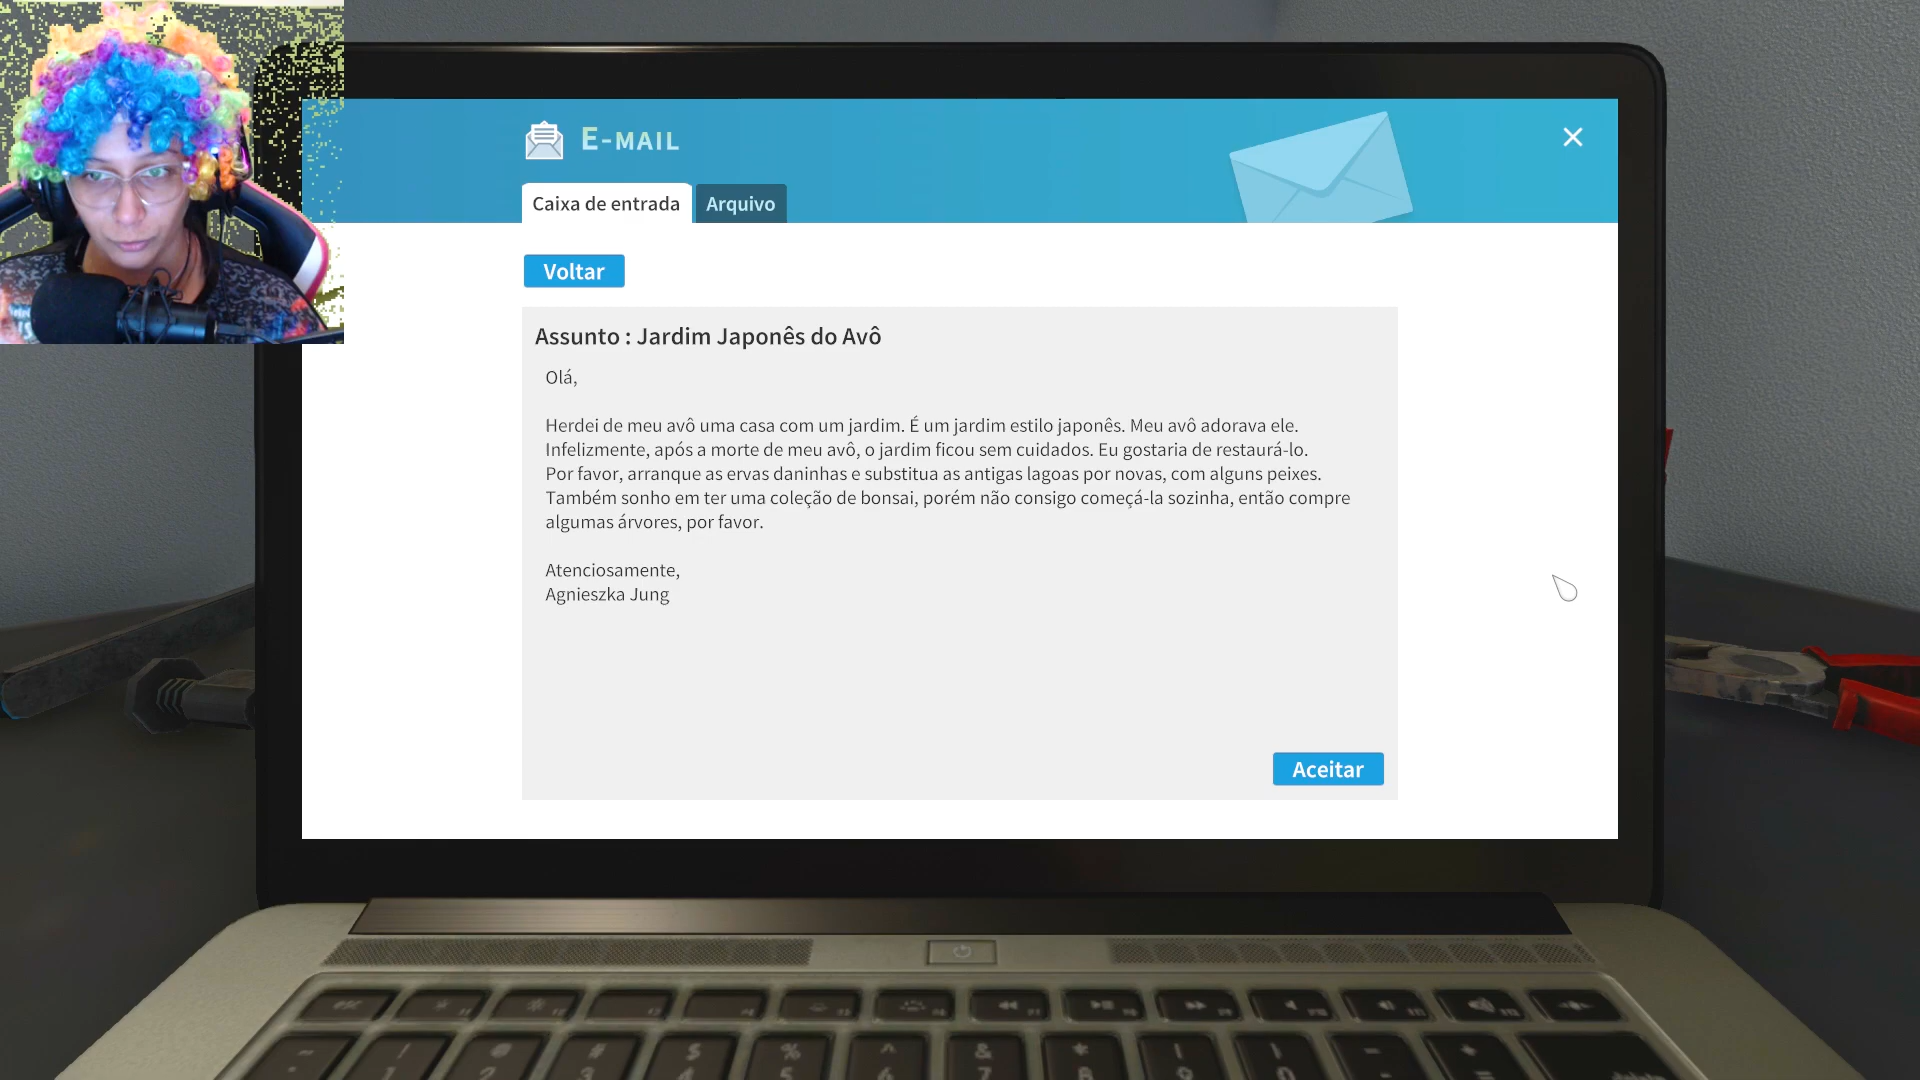 E-MAIL
Caixa de entrada
Arquivo
Voltar
Assunto : Jardim Japonês do Avô
Olá,
Herdei de meu avô uma casa com um jardim. É um jardim estilo japonês. Meu avô adorava ele.
Infelizmente, após a morte de meu avô, o jardim ficou sem cuidados. Eu gostaria de restaurá-lo.
Por favor, arranque as ervas daninhas e substitua as antigas lagoas por novas, com alguns peixes.
Também sonho em ter uma coleção de bonsai, porém não consigo começá-la sozinha, então compre
algumas árvores, por favor.
Atenciosamente,
Agnieszka Jung
Aceitar